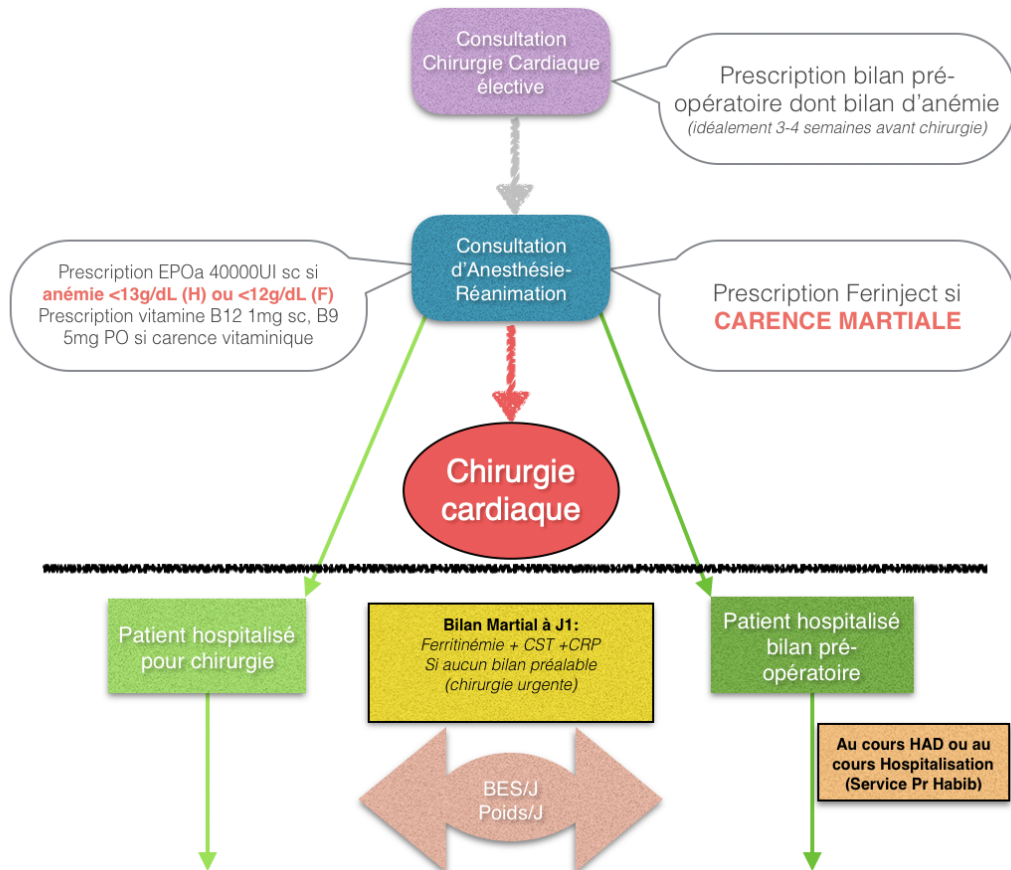 Consultation
Chirurgie Cardiaque
élective
Prescription bilan pré-
opératoire dont bilan d'anémie
(idéalement 3-4 semaines avant chirurgie)
Prescription EPOa 40000UI sc si
anémie <13g/dL (H) ou <12g/dL (F)
Prescription vitamine B12 1mg sc, B9
5mg PO si carence vitaminique
Consultation
d'Anesthésie-
Réanimation
Prescription Ferinject si
CARENCE MARTIALE
Chirurgie
cardiaque
Patient hospitalisé
pour chirurgie
Bilan Martial à J1:
Ferritinémie + CST +CRP
Si aucun bilan préalable
(chirurgie urgente)
Patient hospitalisé
bilan pré-
opératoire
Au cours HAD ou au
cours Hospitalisation
(Service Pr Habib)
BES/J
Poids/J